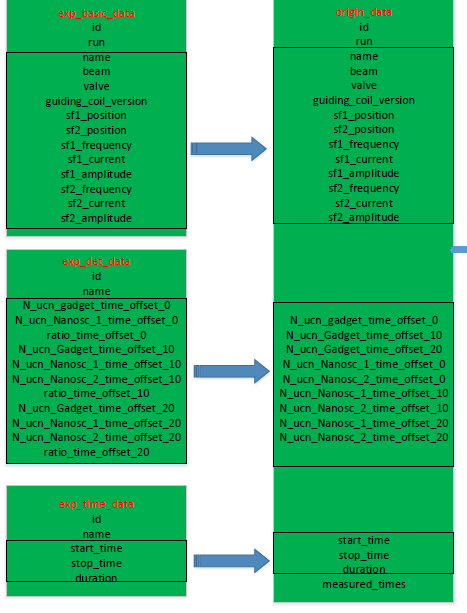 exp_basic_data
id
run
name
beam
valve
guiding_coil_version
sf1_position
sf2_position
sf1_frequency
sf1_current
sf1_amplitude
sf2_frequency
sf2_current
sf2_amplitude
exp_det_data
id
name
N_ucn_gadget_time_offset_0
N_ucn_Nanosc_1_time_offset_0
ratio_time_offset_0
N_ucn_Gadget_time_offset_10
N_ucn_Nanosc_1_time_offset_10
N_ucn_Nanosc_2_time_offset_10
ratio_time_offset_10
N_ucn_Gadget_time_offset_20
N_ucn_Nanosc_1_time_offset_20
N_ucn_Nanosc_2_time_offset_20
ratio_time_offset_20
exp_time_data
id
name
start_time
stop_time
duration
origin_data
id
run
name
beam
valve
guiding_coil_version
sf1_position
sf2_position
sf1_frequency
sf1_current
sf1_amplitude
sf2_frequency
sf2_current
sf2_amplitude
N_ucn_gadget_time_offset_0
N_ucn_Gadget_time_offset_10
N_ucn_Gadget_time_offset_20
N_ucn_Nanosc_1_time_offset_0
N_ucn_Nanosc_2_time_offset_0
N_ucn_Nanosc_1_time_offset_10
N_ucn_Nanosc_2_time_offset_10
N_ucn_Nanosc_1_time_offset_20
N_ucn_Nanosc_2_time_offset_20
start_time
stop_time
duration
measured_times